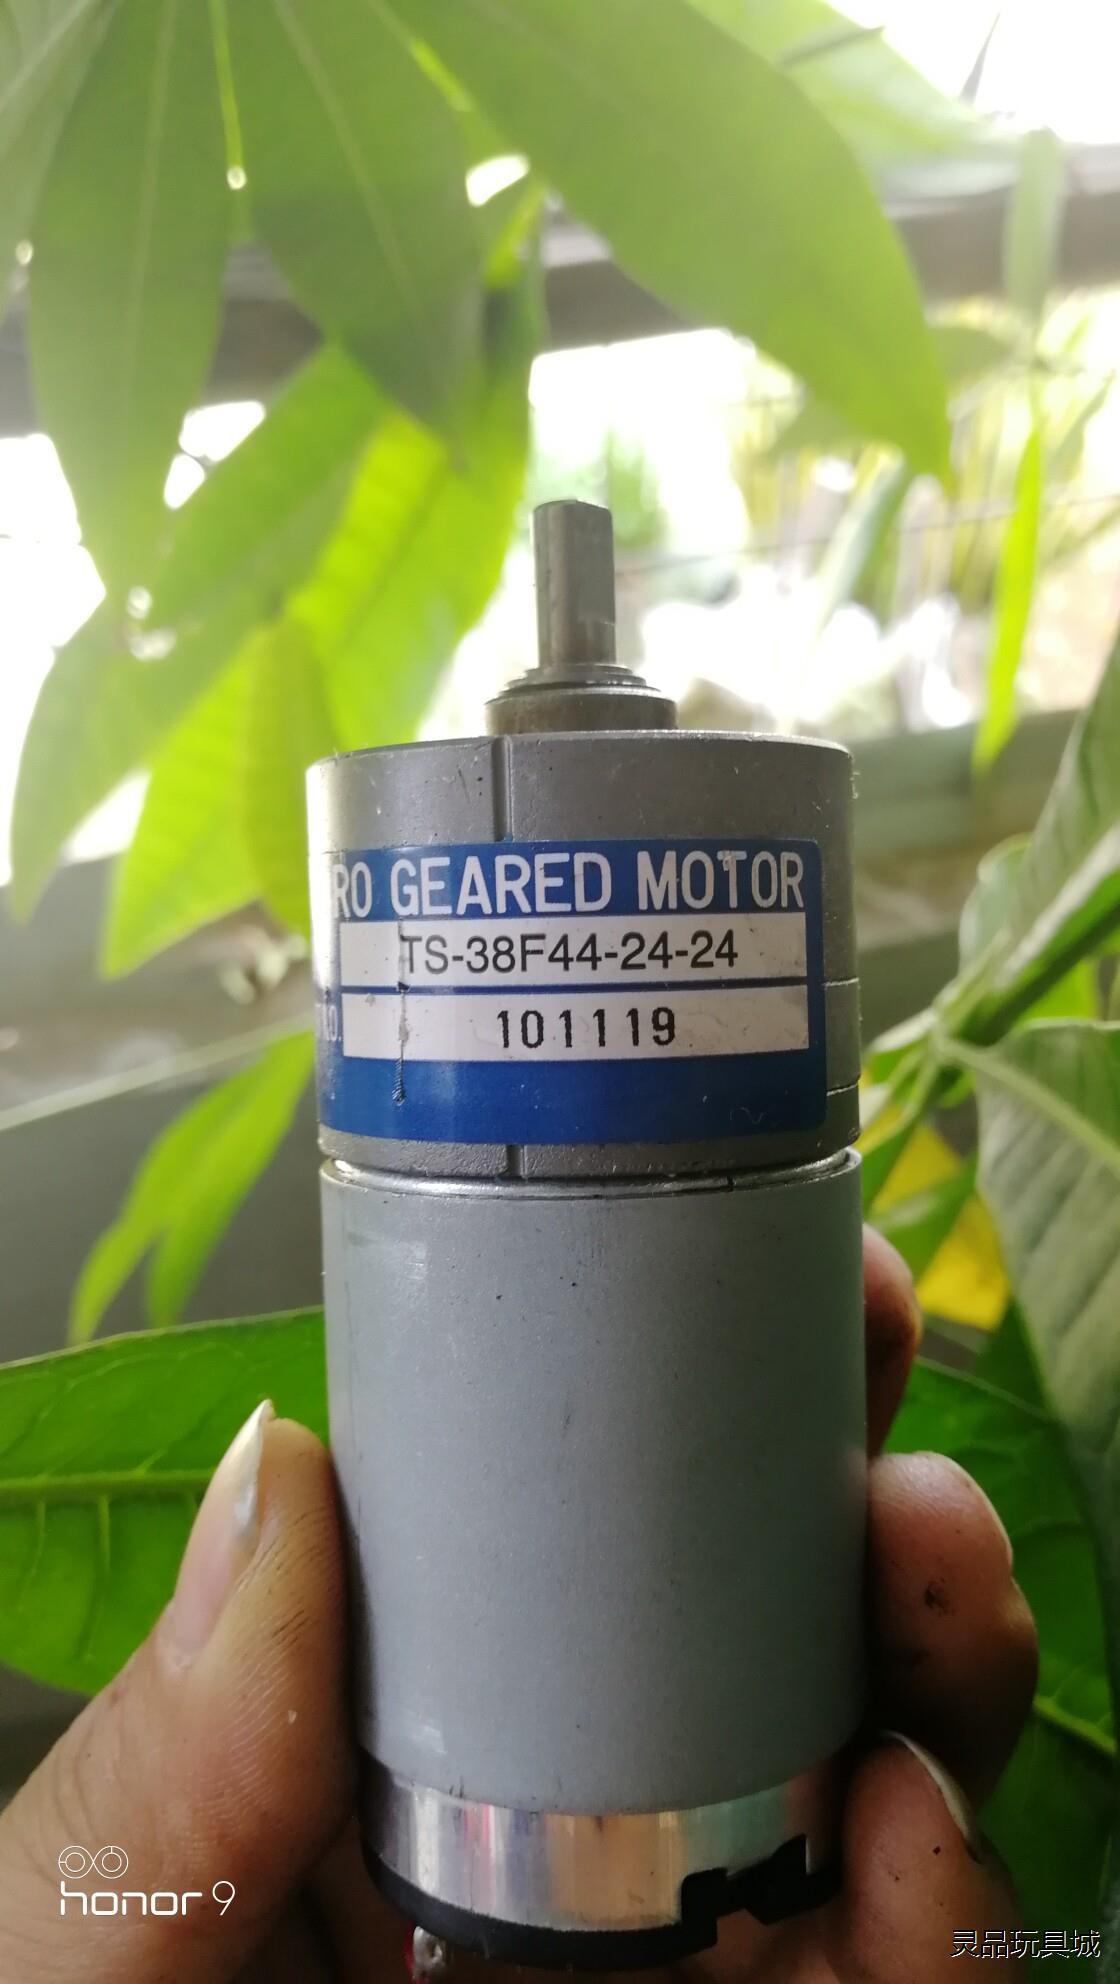 RO GEARED MOTOR
TS-38F44-24-24
101119
honor 9
灵品玩具城